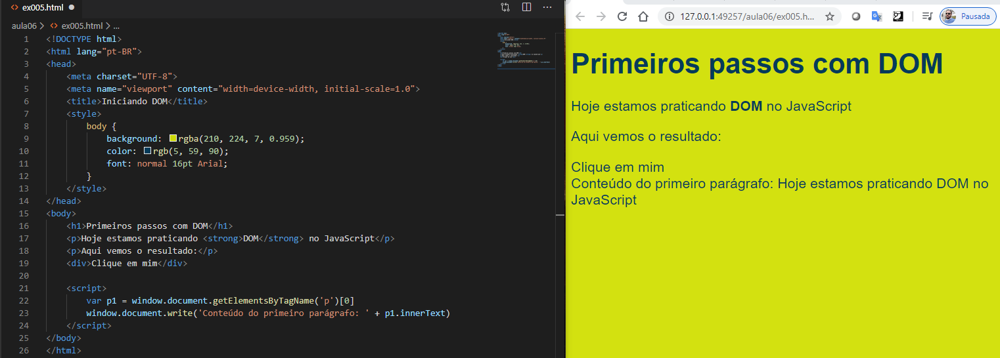 ex005.html
aula06 > ex005.html > ...
1 <!DOCTYPE html>
2 <html lang="pt-BR">
3 <head>
4 <meta charset="UTF-8">
5 <meta name="viewport" content="width=device-width, initial-scale=1.0">
6 <title>Iniciando DOM</title>
7 <style>
8 body {
9 background: rgba(210, 224, 7, 0.959);
10 color: rgb(5, 59, 90);
11 font: normal 16pt Arial;
12 }
13 </style>
14 </head>
15 <body>
16 <h1>Primeiros passos com DOM</h1>
17 <p>Hoje estamos praticando <strong>DOM</strong> no JavaScript</p>
18 <p>Aqui vemos o resultado:</p>
19 <div>Clique em mim</div>
20
21 <script>
22 var p1 = window.document.getElementsByTagName('p')[0]
23 window.document.write('Conteúdo do primeiro parágrafo: ' + p1.innerText)
24 </script>
25 </body>
26 </html>
127.0.0.1:49257/aula06/ex005.h... Pausada
Primeiros passos com DOM
Hoje estamos praticando DOM no JavaScript
Aqui vemos o resultado:
Clique em mim
Conteúdo do primeiro parágrafo: Hoje estamos praticando DOM no
JavaScript